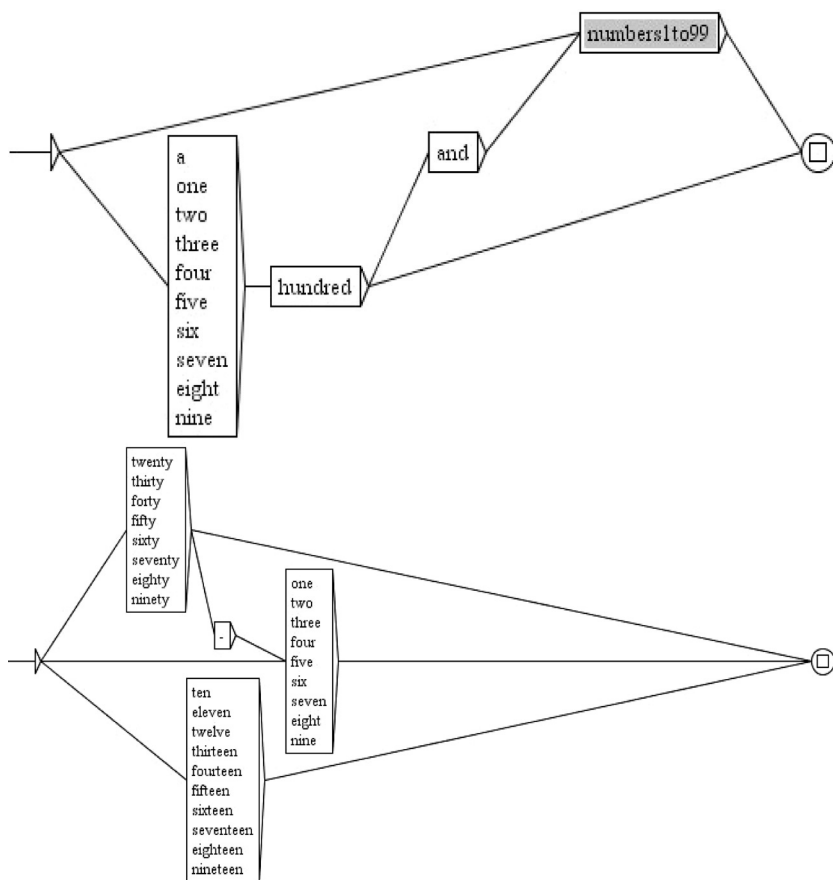 numbers1to99
and
a
one
two
three
four
five
six
seven
eight
nine
hundred
twenty
thirty
forty
fifty
sixty
seventy
eighty
ninety
-
one
two
three
four
five
six
seven
eight
nine
ten
eleven
twelve
thirteen
fourteen
fifteen
sixteen
seventeen
eighteen
nineteen